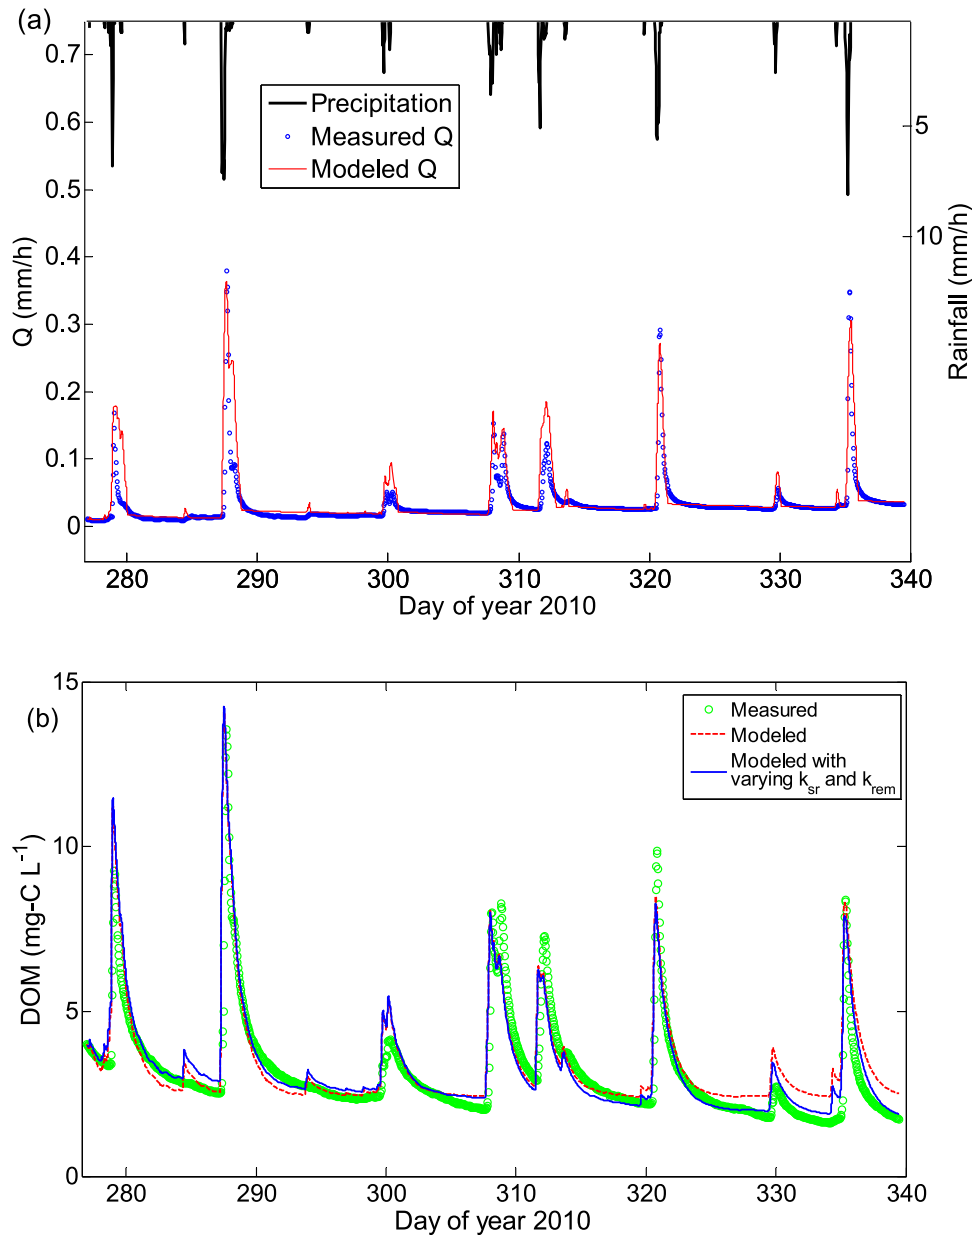 (a)
0.7
0.6
0.5
0.4
0.3
0.2
0.1
0
Q (mm/h)
Precipitation
Measured Q
Modeled Q
5
10
Rainfall (mm/h)
280
290
300
310
320
330
340
Day of year 2010
(b)
15
10
5
0
DOM (mg-C L⁻¹)
Measured
Modeled
Modeled with
varying k_sr and k_rem
280
290
300
310
320
330
340
Day of year 2010